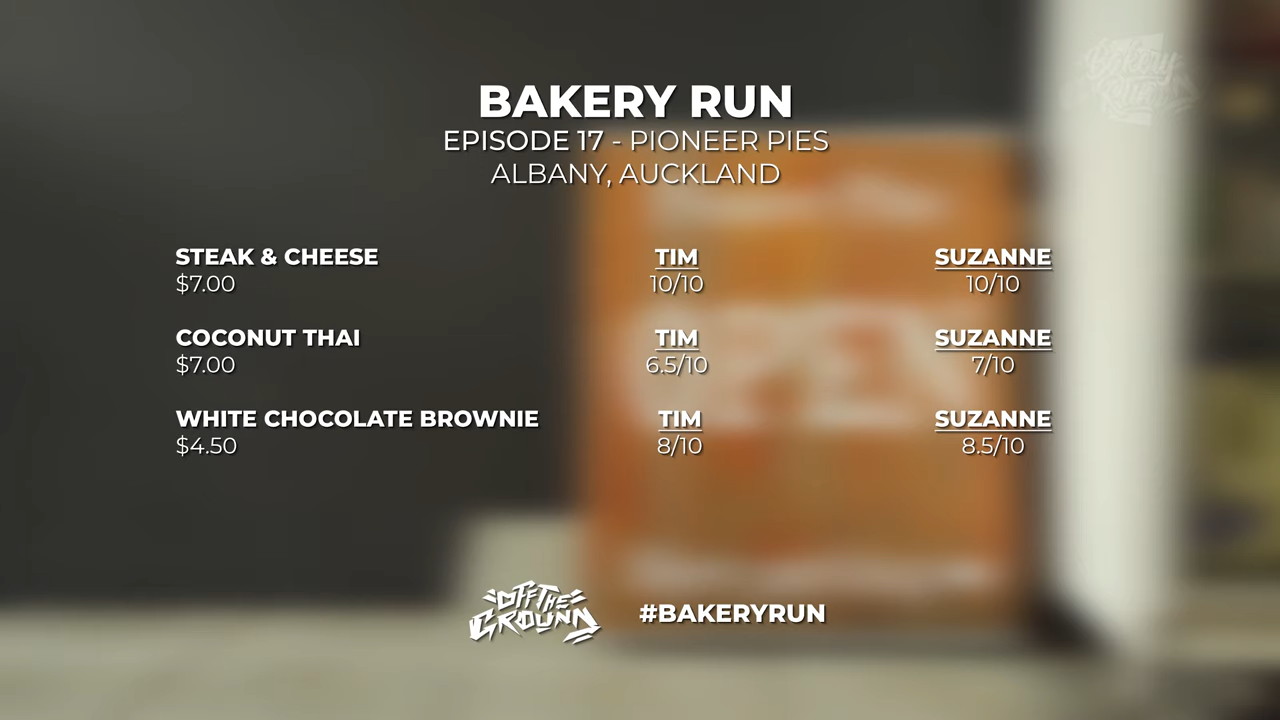 BAKERY RUN
EPISODE 17 - PIONEER PIES
ALBANY, AUCKLAND
STEAK & CHEESE TIM SUZANNE
$7.00 10/10 10/10
COCONUT THAI TIM SUZANNE
$7.00 6.5/10 7/10
WHITE CHOCOLATE BROWNIE TIM SUZANNE
$4.50 8/10 8.5/10
OFF THE
GROUND
#BAKERYRUN
OPEN
Bakery